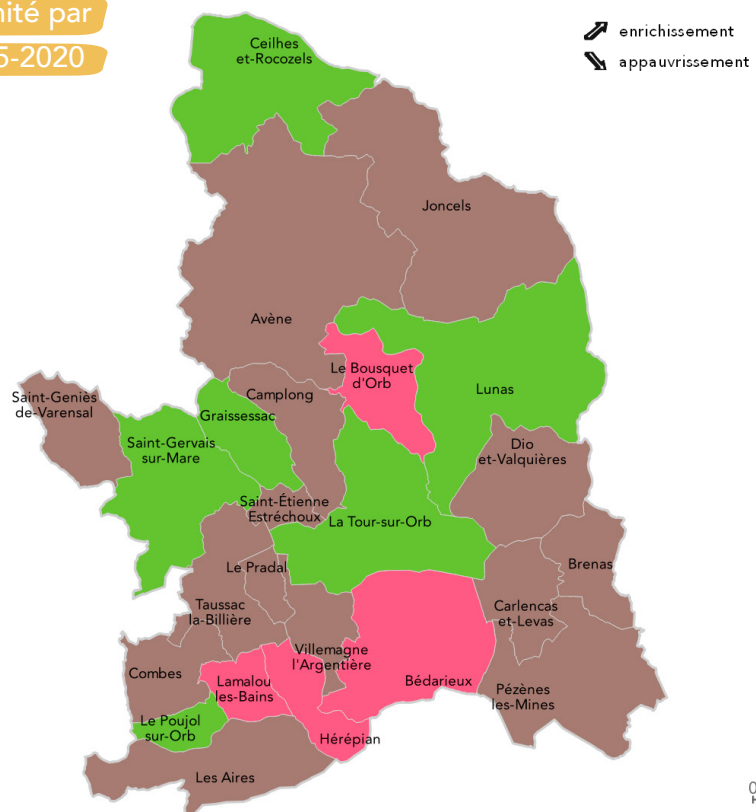 ité par
5-2020
enrichissement
appauvrissement
Ceilhes
et-Rocozels
Joncels
Avène
Le Bousquet
d'Orb
Lunas
Saint-Geniès
de-Varensal
Camplong
Graissessac
Saint-Gervais
sur-Mare
Dio
et-Valquières
Saint-Étienne
Estréchoux
La Tour-sur-Orb
Le Pradal
Brenas
Taussac
la-Billière
Carlencas
et-Levas
Villemagne
l'Argentière
Combes
Lamalou
les-Bains
Bédarieux
Pézènes
les-Mines
Le Poujol
sur-Orb
Hérépian
Les Aires
0